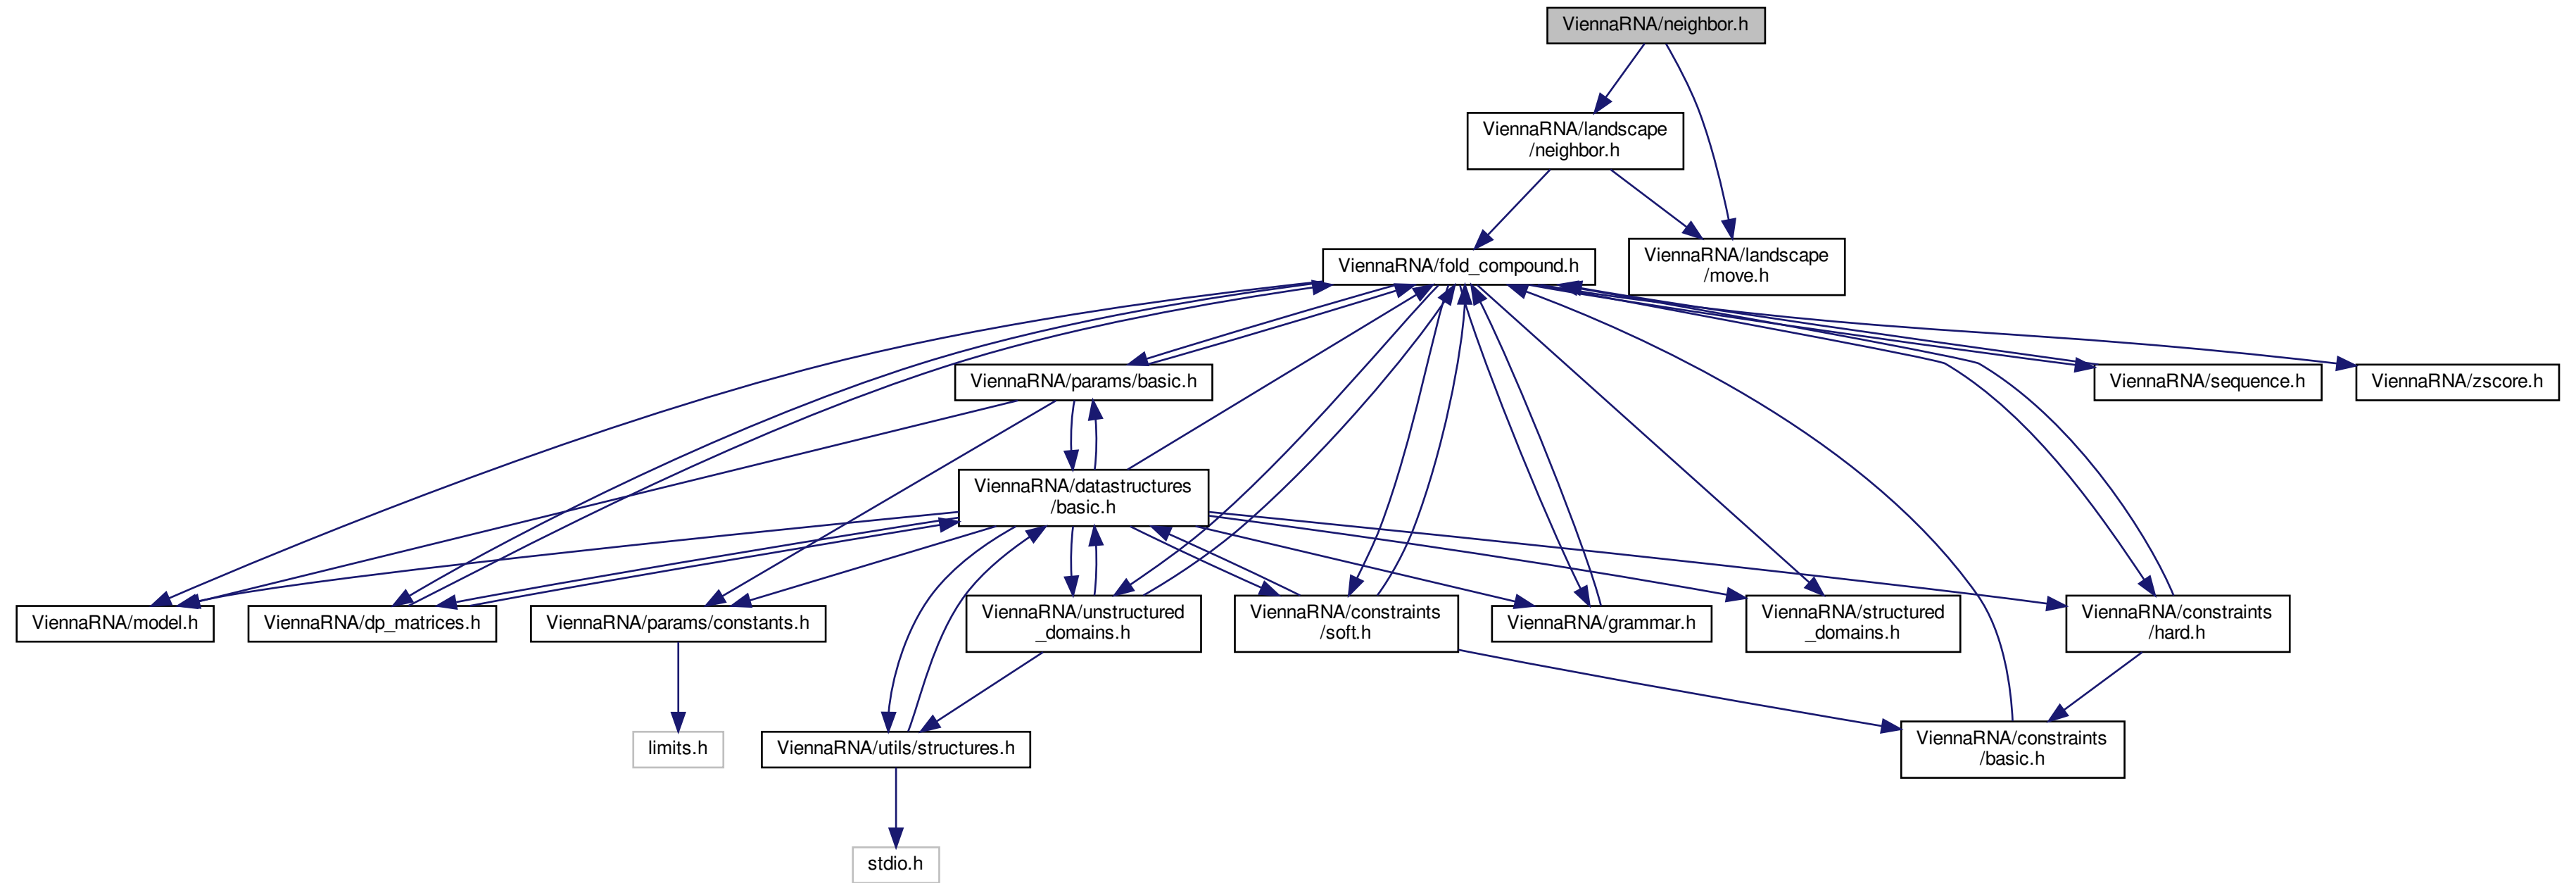 ViennaRNA/neighbor.h
ViennaRNA/landscape
/neighbor.h
ViennaRNA/fold_compound.h
ViennaRNA/landscape
/move.h
ViennaRNA/params/basic.h
ViennaRNA/sequence.h
ViennaRNA/zscore.h
ViennaRNA/datastructures
/basic.h
ViennaRNA/model.h
ViennaRNA/dp_matrices.h
ViennaRNA/params/constants.h
ViennaRNA/unstructured
_domains.h
ViennaRNA/constraints
/soft.h
ViennaRNA/grammar.h
ViennaRNA/structured
_domains.h
ViennaRNA/constraints
/hard.h
limits.h
ViennaRNA/utils/structures.h
ViennaRNA/constraints
/basic.h
stdio.h